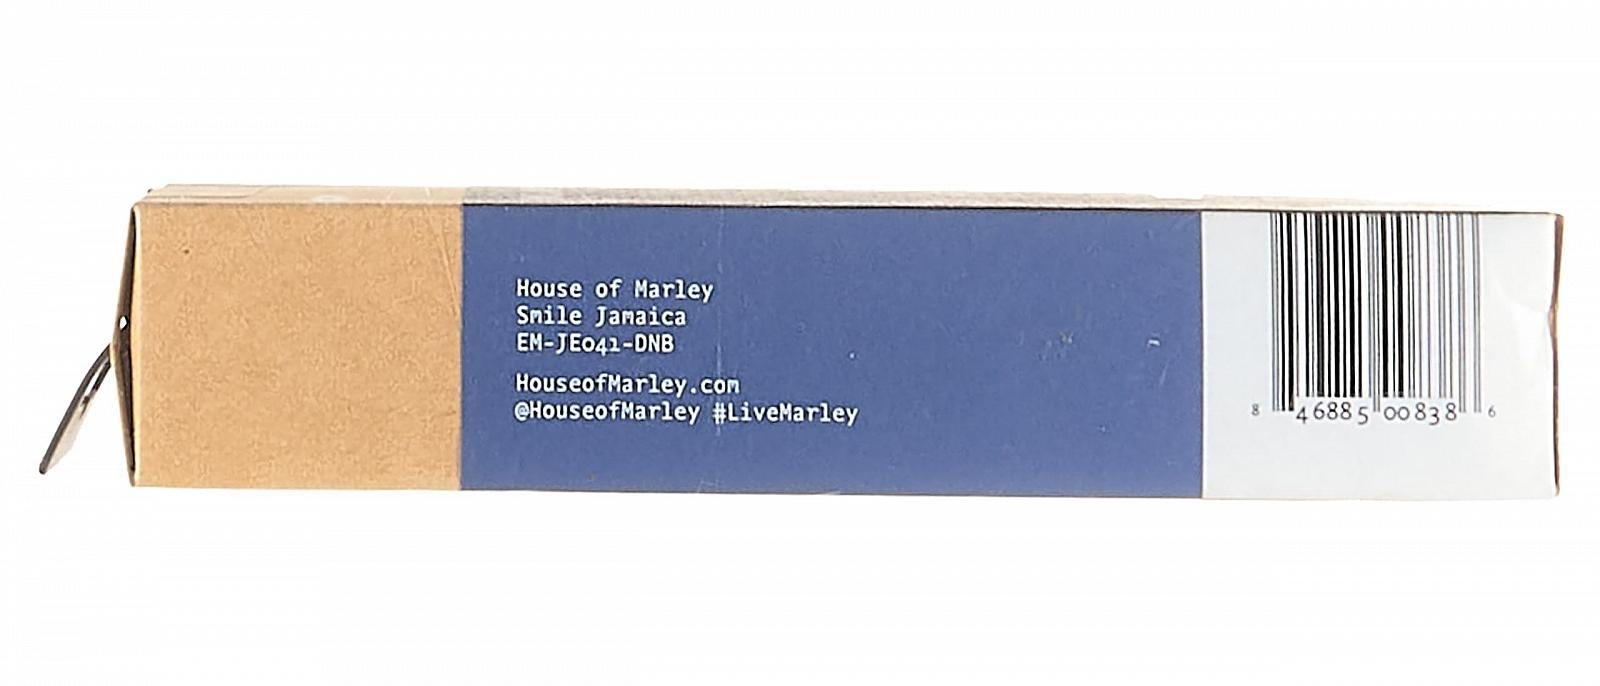 House of Marley
Smile Jamaica
EM-JE041-DNB
HouseofMarley.com
@HouseofMarley #LiveMarley
8 46885 00838 6